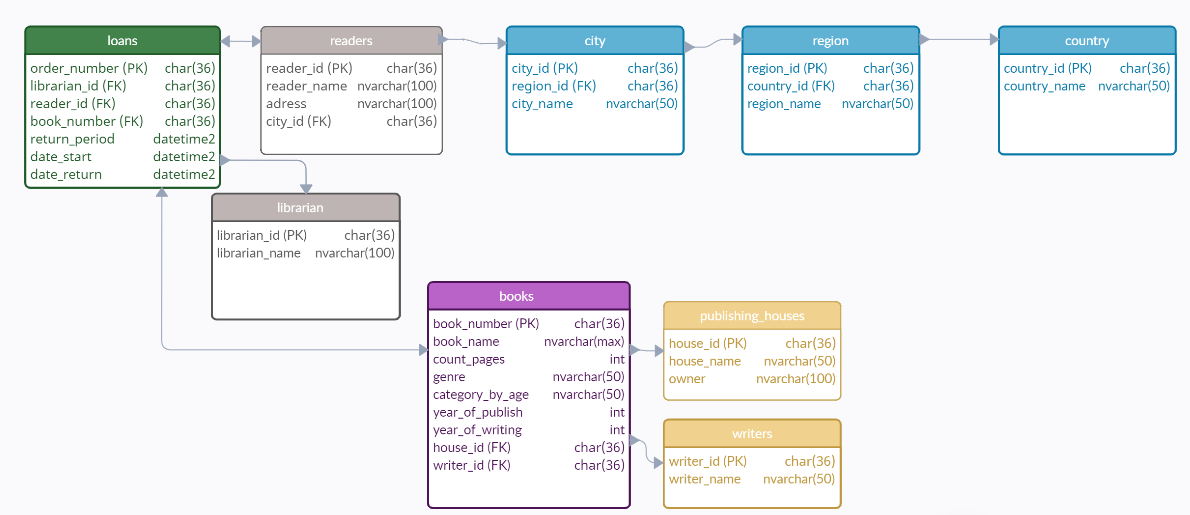 loans
order_number (PK) char(36)
librarian_id (FK) char(36)
reader_id (FK) char(36)
book_number (FK) char(36)
return_period datetime2
date_start datetime2
date_return datetime2
readers
reader_id (PK) char(36)
reader_name nvarchar(100)
adress nvarchar(100)
city_id (FK) char(36)
city
city_id (PK) char(36)
region_id (FK) char(36)
city_name nvarchar(50)
region
region_id (PK) char(36)
country_id (FK) char(36)
region_name nvarchar(50)
country
country_id (PK) char(36)
country_name nvarchar(50)
librarian
librarian_id (PK) char(36)
librarian_name nvarchar(100)
books
book_number (PK) char(36)
book_name nvarchar(max)
count_pages int
genre nvarchar(50)
category_by_age nvarchar(50)
year_of_publish int
year_of_writing int
house_id (FK) char(36)
writer_id (FK) char(36)
publishing_houses
house_id (PK) char(36)
house_name nvarchar(50)
owner nvarchar(100)
writers
writer_id (PK) char(36)
writer_name nvarchar(50)